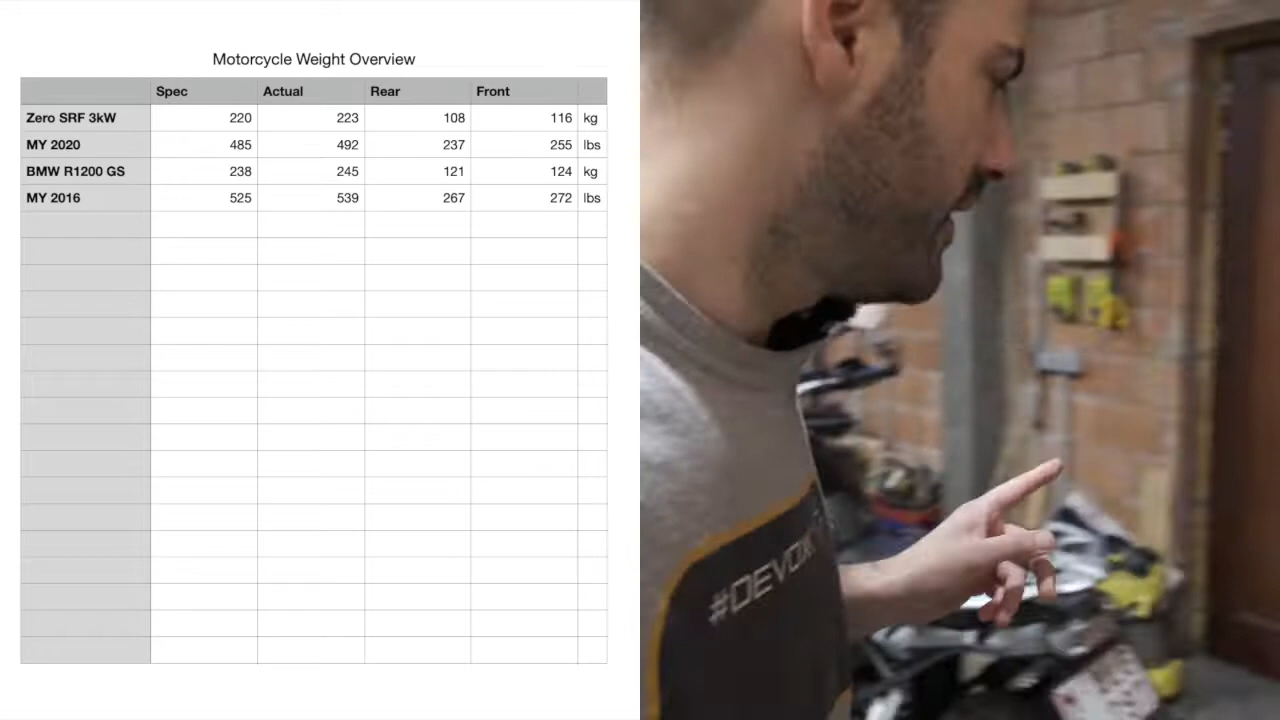 Motorcycle Weight Overview
Spec Actual Rear Front
Zero SRF 3kW 220 223 108 116 kg
MY 2020 485 492 237 255 lbs
BMW R1200 GS 238 245 121 124 kg
MY 2016 525 539 267 272 lbs
#DEVOX